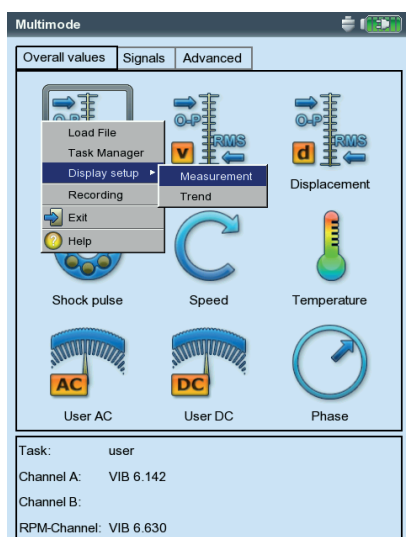 Multimode
Overall values Signals Advanced
O-P
O-P
O-P
RMS
RMS
v
d
Load File
Task Manager
Display setup
Measurement
Displacement
Recording
Trend
Exit
Help
Shock pulse Speed Temperature
AC
DC
User AC User DC Phase
Task: user
Channel A: VIB 6.142
Channel B:
RPM-Channel: VIB 6.630